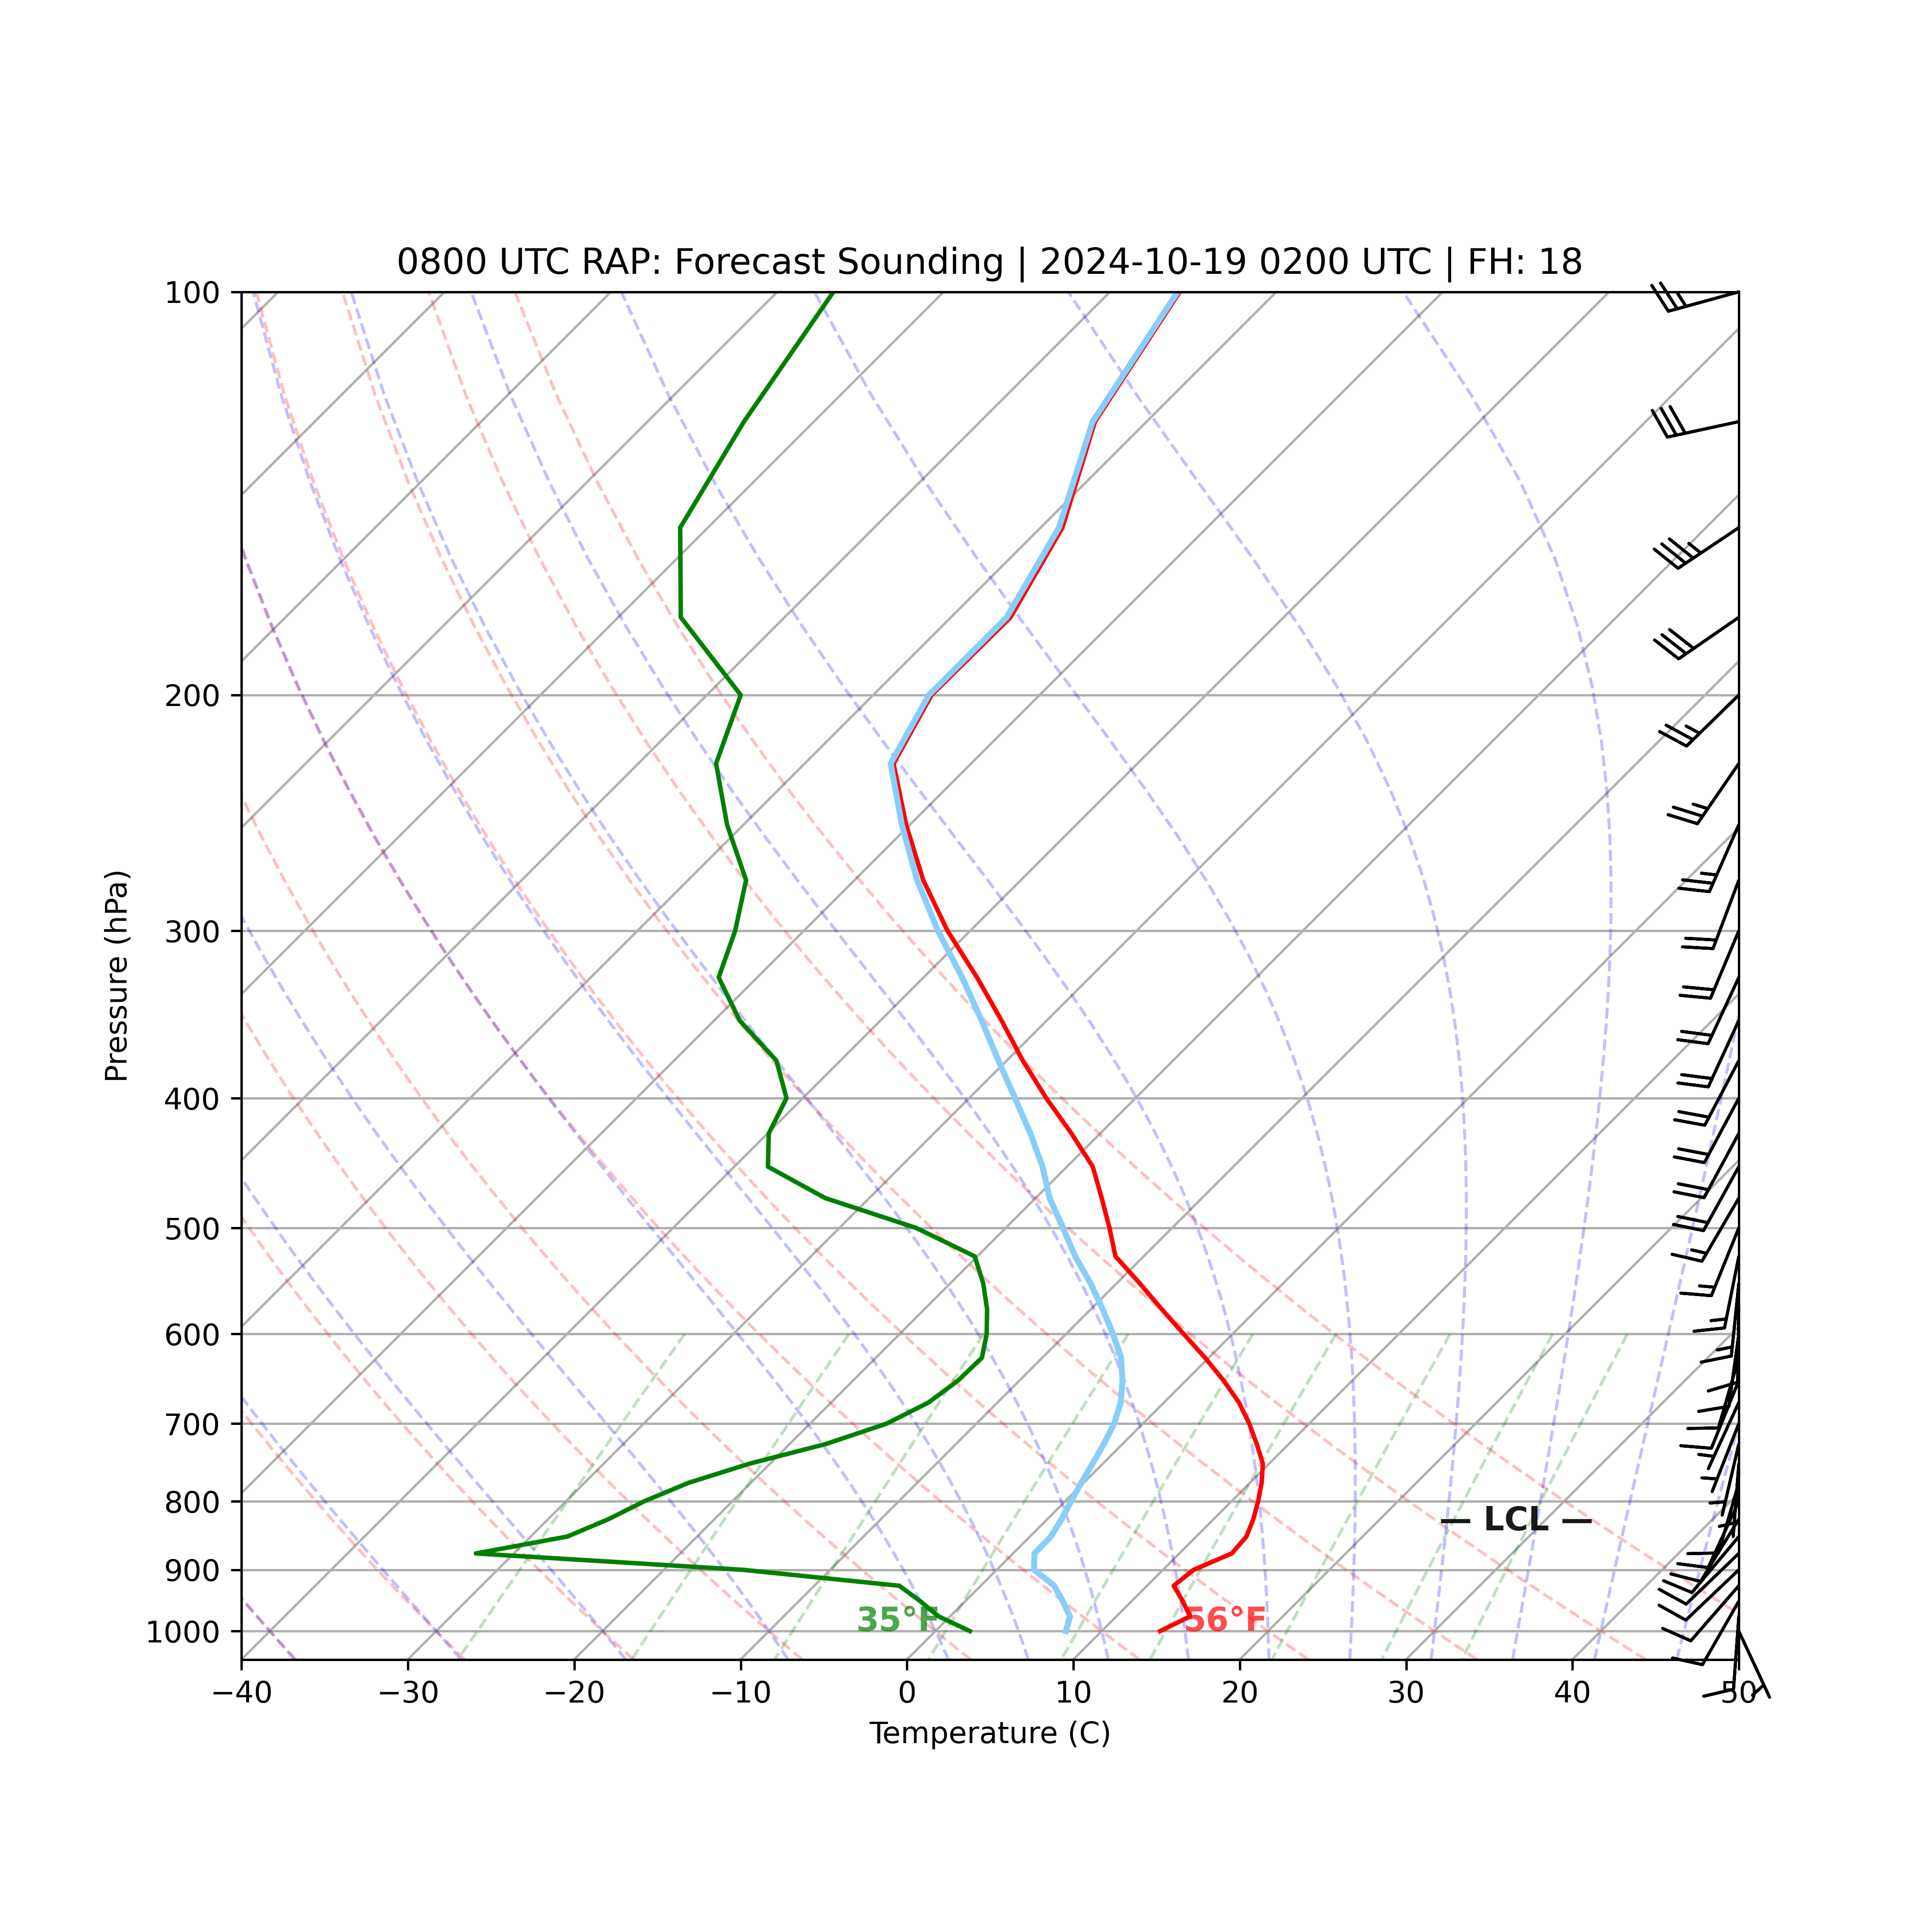 0800 UTC RAP: Forecast Sounding | 2024-10-19 0200 UTC | FH: 18
100
200
300
400
500
600
700
800
900
1000
Pressure (hPa)
— LCL —
35°F 56°F
−40 −30 −20 −10 0 10 20 30 40 50
Temperature (C)